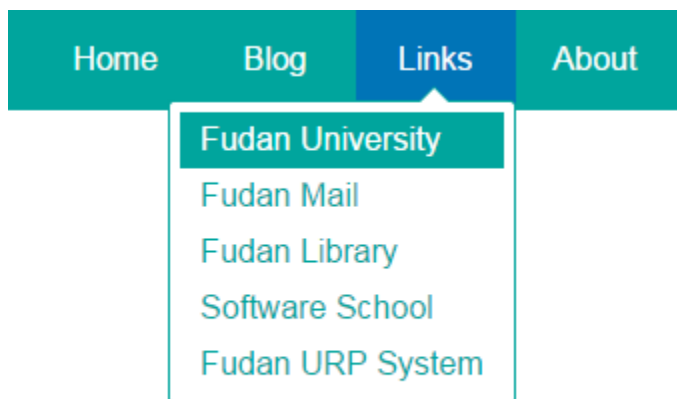 Home Blog Links About
Fudan University
Fudan Mail
Fudan Library
Software School
Fudan URP System